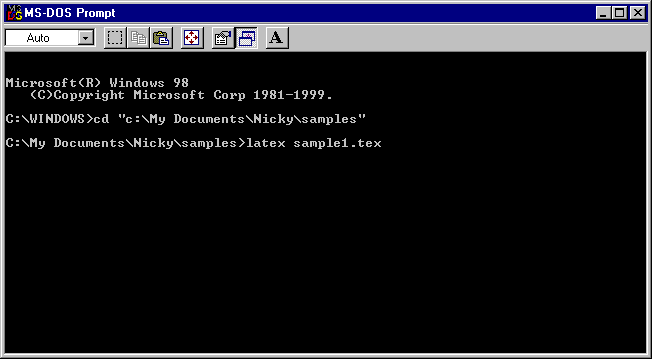 MS-DOS Prompt
Auto
A
Microsoft(R) Windows 98
(C)Copyright Microsoft Corp 1981-1999.
C:\WINDOWS>cd "c:\My Documents\Nicky\samples"
C:\My Documents\Nicky\samples>latex sample1.tex